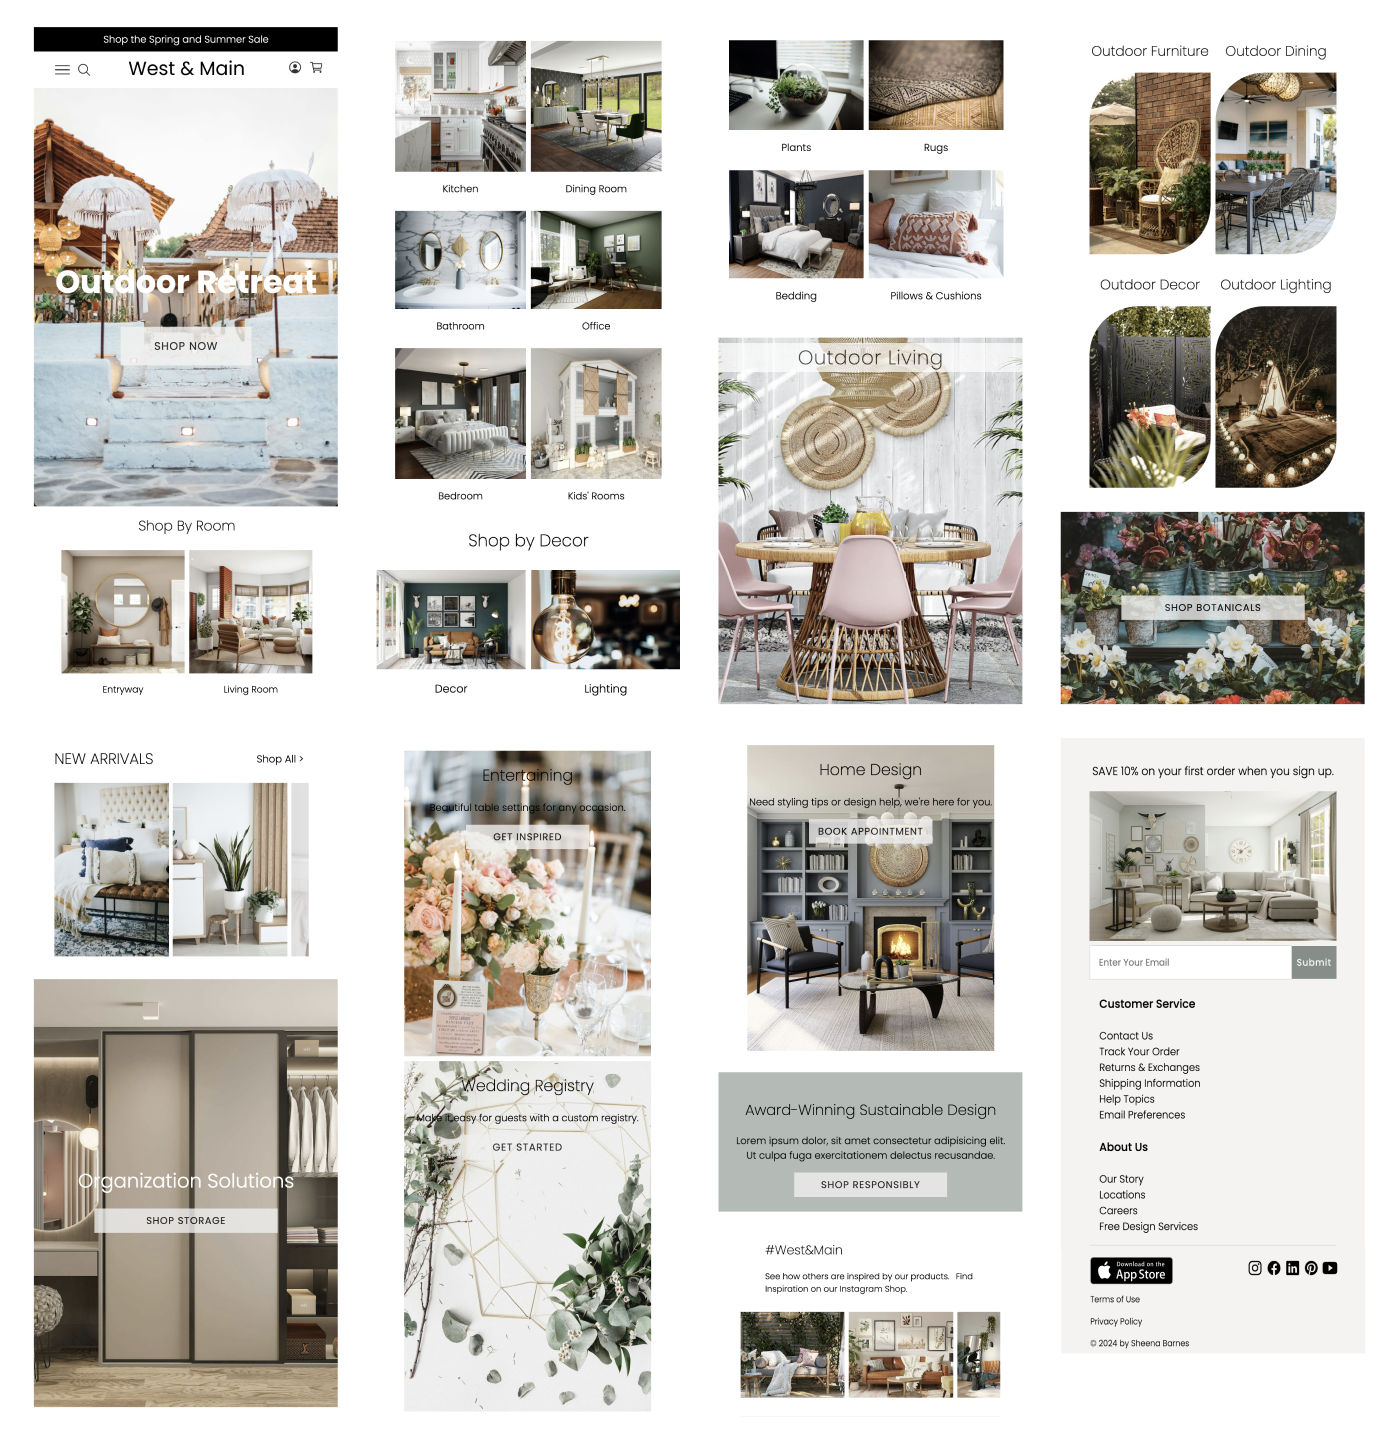 Shop the Spring and Summer Sale
West & Main
Outdoor Retreat
SHOP NOW
Shop By Room
Entryway
Living Room
Kitchen
Dining Room
Bathroom
Office
Bedroom
Kids' Rooms
Shop by Decor
Decor
Lighting
Plants
Rugs
Bedding
Pillows & Cushions
Outdoor Living
Outdoor Furniture
Outdoor Dining
Outdoor Decor
Outdoor Lighting
SHOP BOTANICALS
NEW ARRIVALS
Shop All >
Organization Solutions
SHOP STORAGE
Entertaining
Beautiful table settings for any occasion.
GET INSPIRED
Wedding Registry
Make it easy for guests with a custom registry.
GET STARTED
Home Design
Need styling tips or design help, we're here for you.
BOOK APPOINTMENT
Award-Winning Sustainable Design
Lorem ipsum dolor, sit amet consectetur adipisicing elit.
Ut culpa fuga exercitationem delectus recusandae.
SHOP RESPONSIBLY
#West&Main
See how others are inspired by our products. Find
Inspiration on our Instagram Shop.
SAVE 10% on your first order when you sign up.
Enter Your Email
Submit
Customer Service
Contact Us
Track Your Order
Returns & Exchanges
Shipping Information
Help Topics
Email Preferences
About Us
Our Story
Locations
Careers
Free Design Services
Download on the
App Store
Terms of Use
Privacy Policy
© 2024 by Sheena Barnes